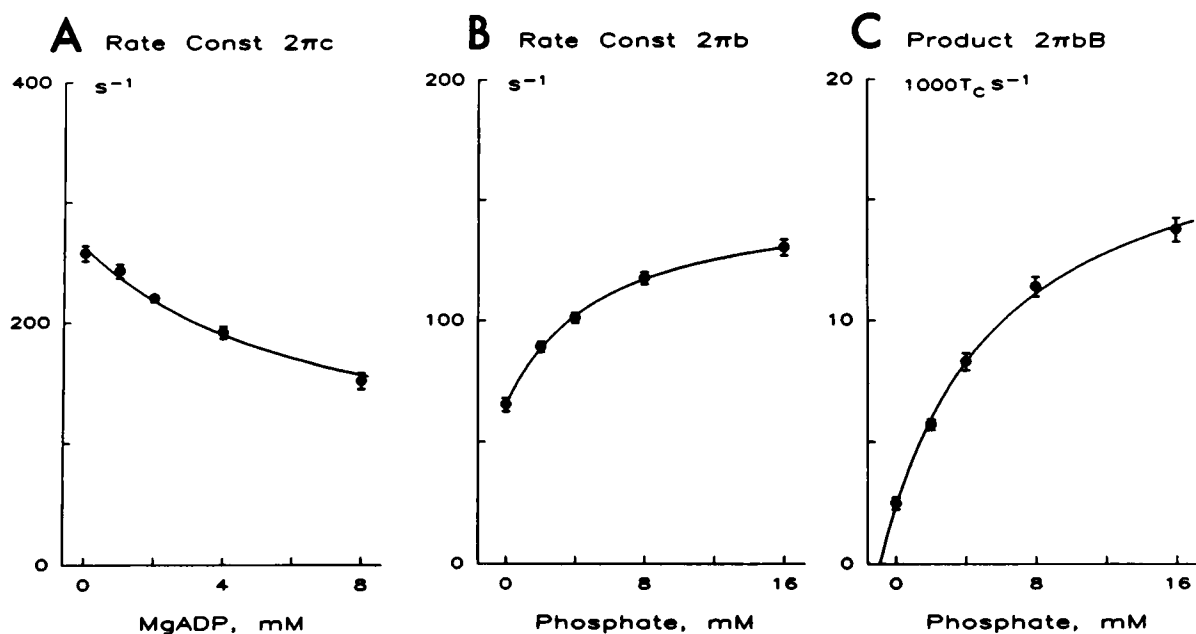 A Rate Const 2πc
s⁻¹
400
200
0
0 4 8
MgADP, mM
B Rate Const 2πb
s⁻¹
200
100
0
0 8 16
Phosphate, mM
C Product 2πbB
1000T_C s⁻¹
20
10
0
0 8 16
Phosphate, mM